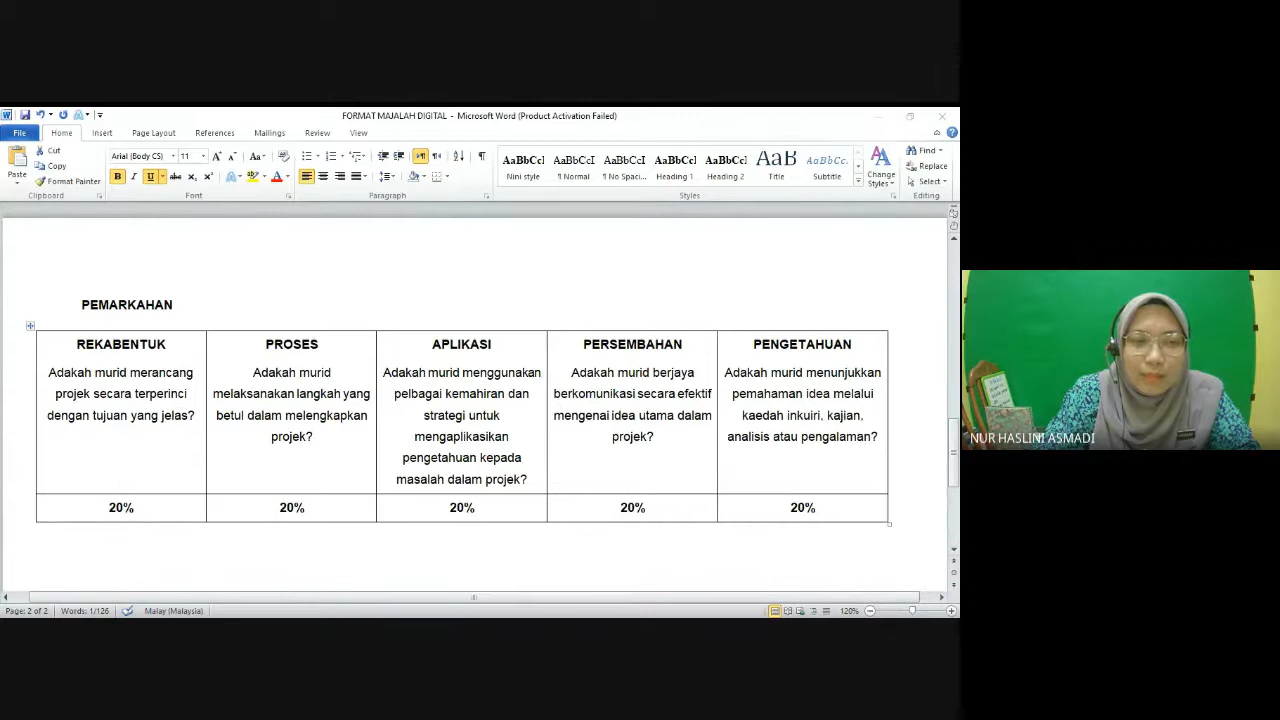 FORMAT MAJALAH DIGITAL - Microsoft Word (Product Activation Failed)
File Home Insert Page Layout References Mailings Review View
Cut
Copy
Format Painter
Paste
Arial (Body CS) 11
AaBbCcI AaBbCcI AaBbCcI AaBbCcI AaBbCcI AaB AaBbCc.
Nini style ¶ Normal ¶ No Spaci... Heading 1 Heading 2 Title Subtitle
Change Styles
Find
Replace
Select
Clipboard Font Paragraph Styles Editing
PEMARKAHAN
REKABENTUK
Adakah murid merancang
projek secara terperinci
dengan tujuan yang jelas?
20%
PROSES
Adakah murid
melaksanakan langkah yang
betul dalam melengkapkan
projek?
20%
APLIKASI
Adakah murid menggunakan
pelbagai kemahiran dan
strategi untuk
mengaplikasikan
pengetahuan kepada
masalah dalam projek?
20%
PERSEMBAHAN
Adakah murid berjaya
berkomunikasi secara efektif
mengenai idea utama dalam
projek?
20%
PENGETAHUAN
Adakah murid menunjukkan
pemahaman idea melalui
kaedah inkuiri, kajian,
analisis atau pengalaman?
20%
Page: 2 of 2 Words: 1/126 Malay (Malaysia) 120%
NUR HASLINI ASMADI